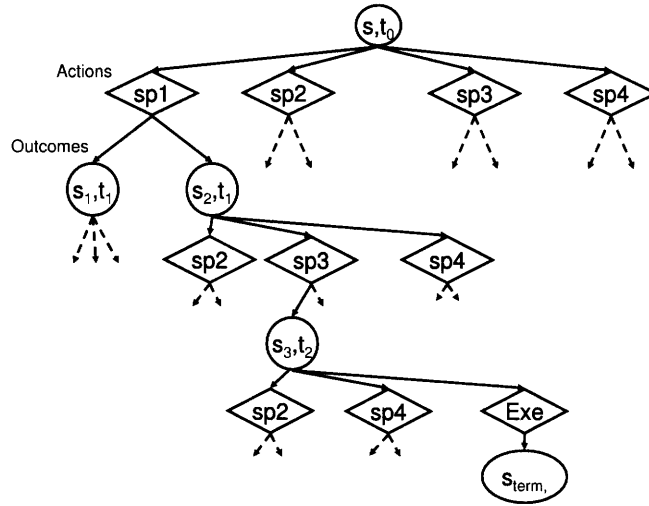 s,t0
Actions
sp1 sp2 sp3 sp4
Outcomes
s1,t1 s2,t1
sp2 sp3 sp4
s3,t2
sp2 sp4 Exe
sterm,